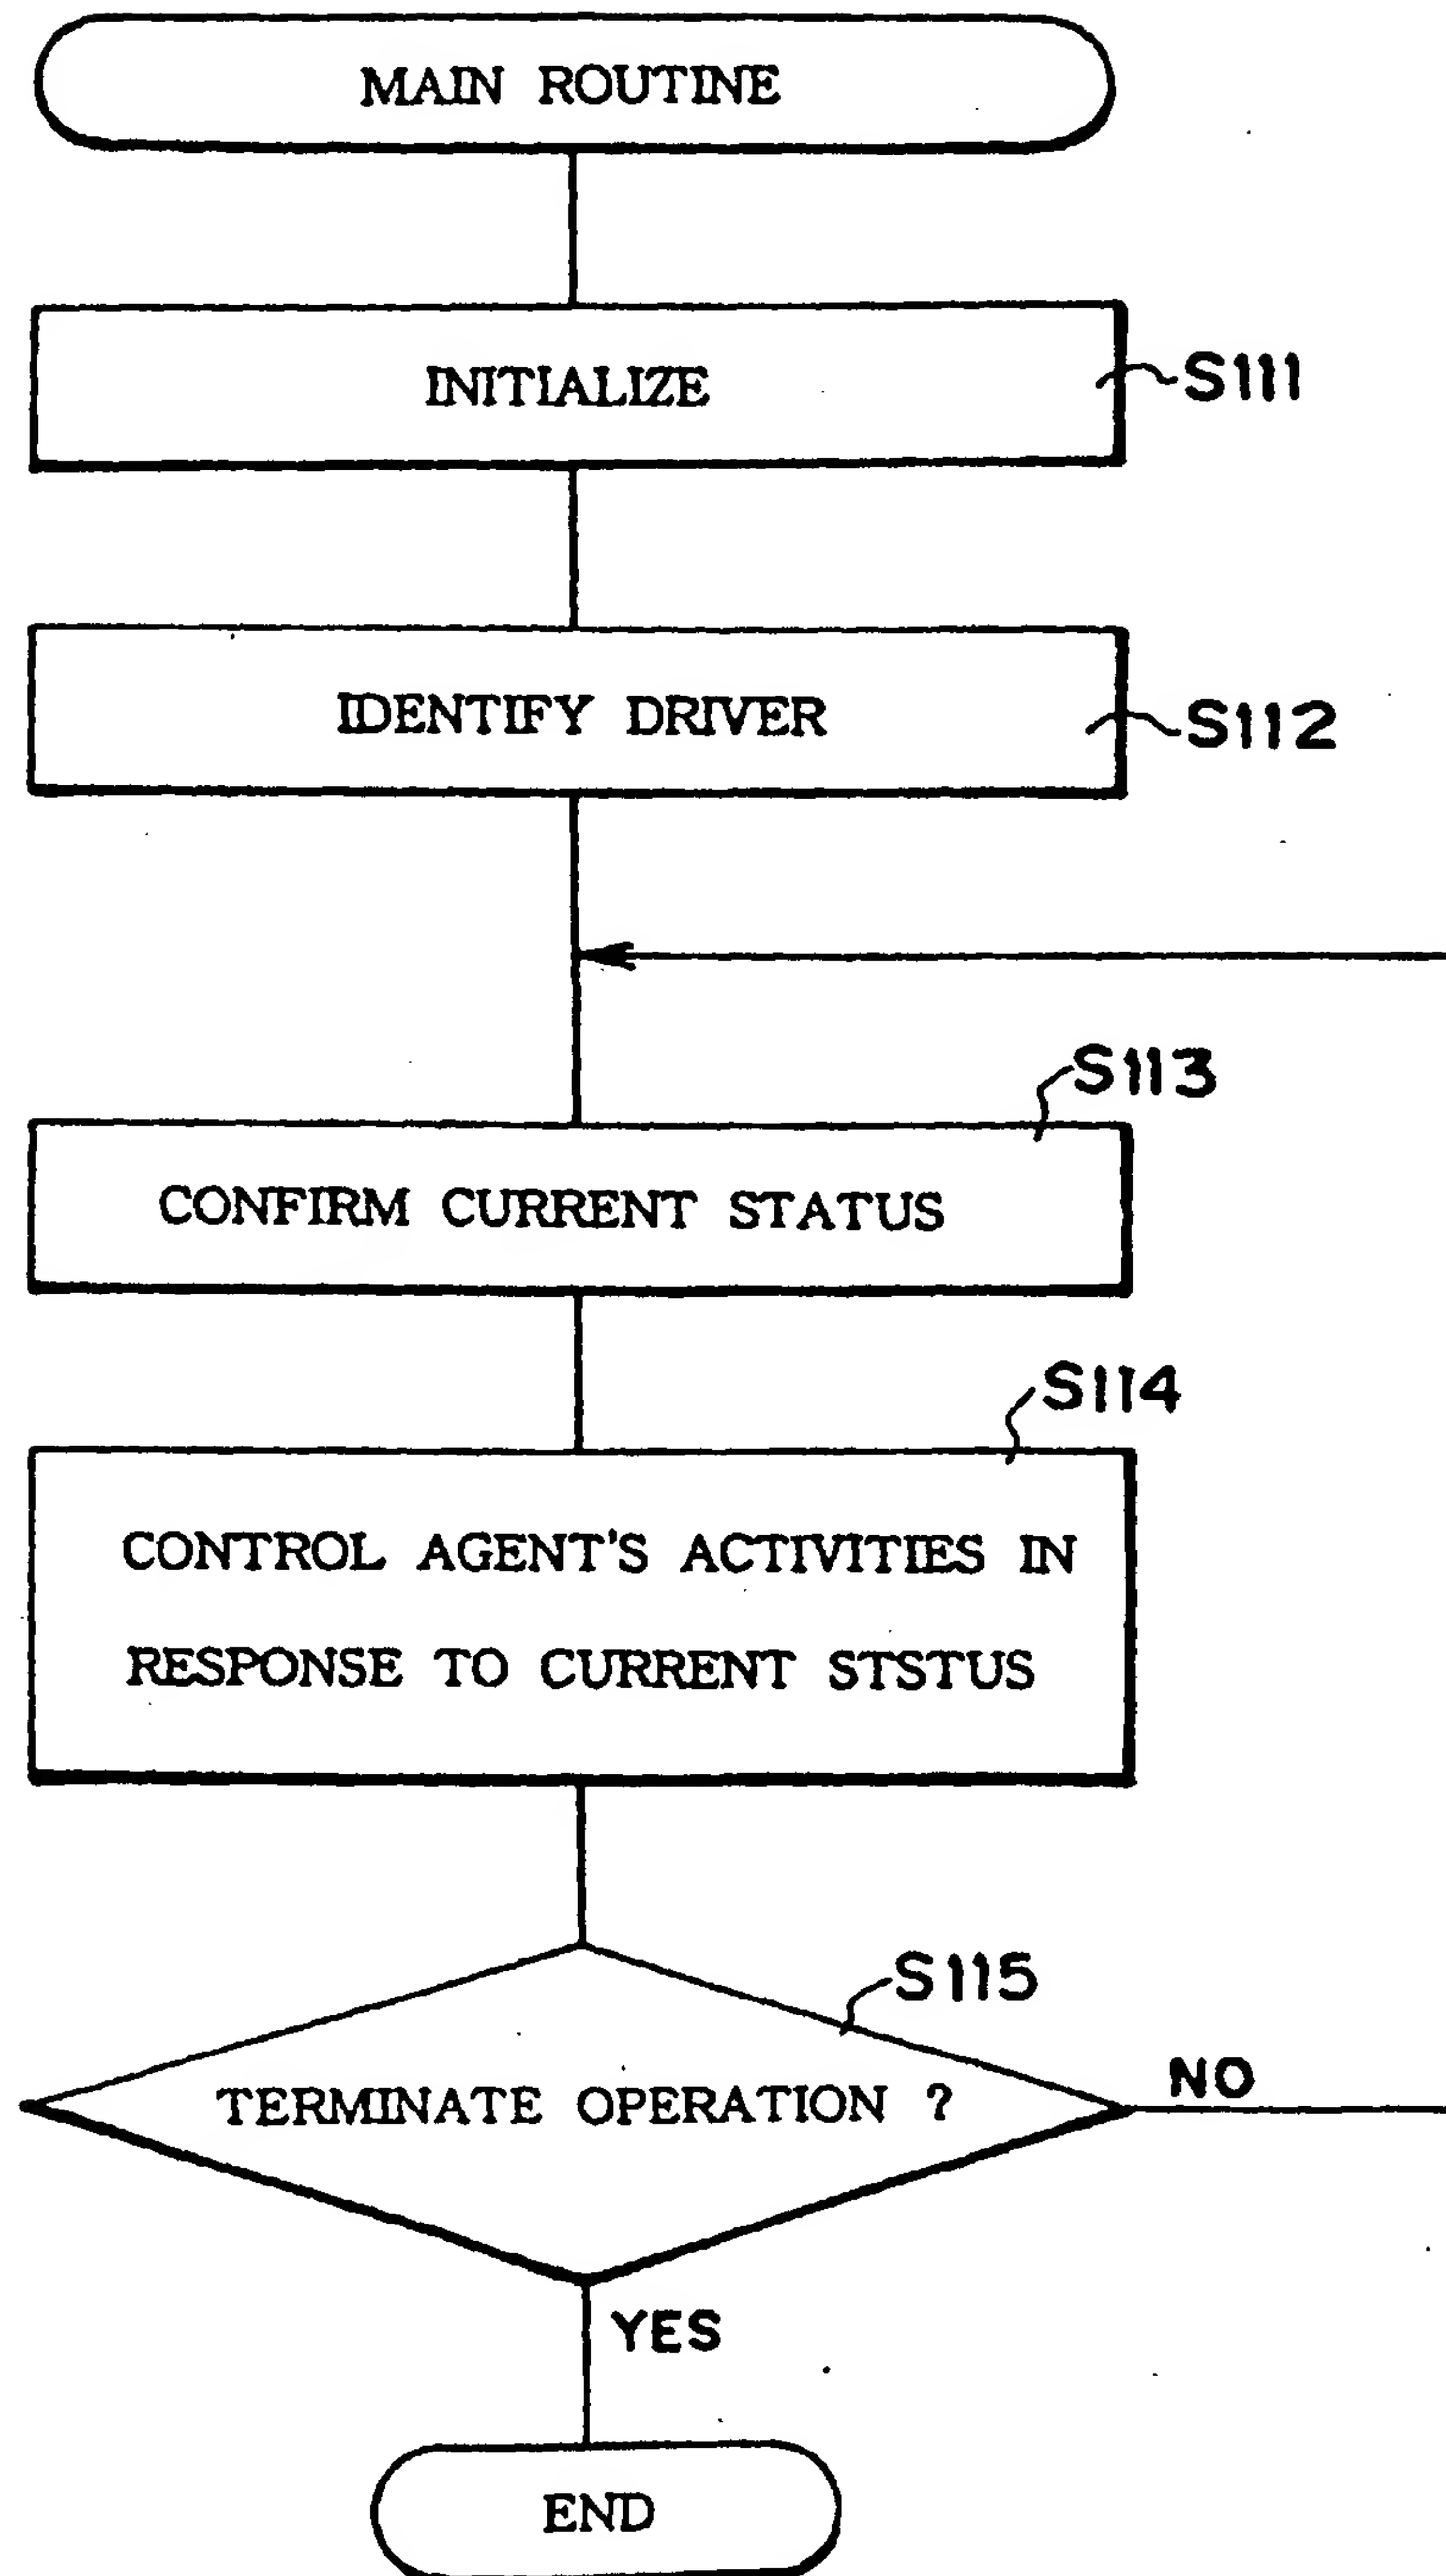 MAIN ROUTINE
INITIALIZE
S111
IDENTIFY DRIVER
S112
S113
CONFIRM CURRENT STATUS
S114
CONTROL AGENT'S ACTIVITIES IN
RESPONSE TO CURRENT STSTUS
S115
TERMINATE OPERATION ?
NO
YES
END